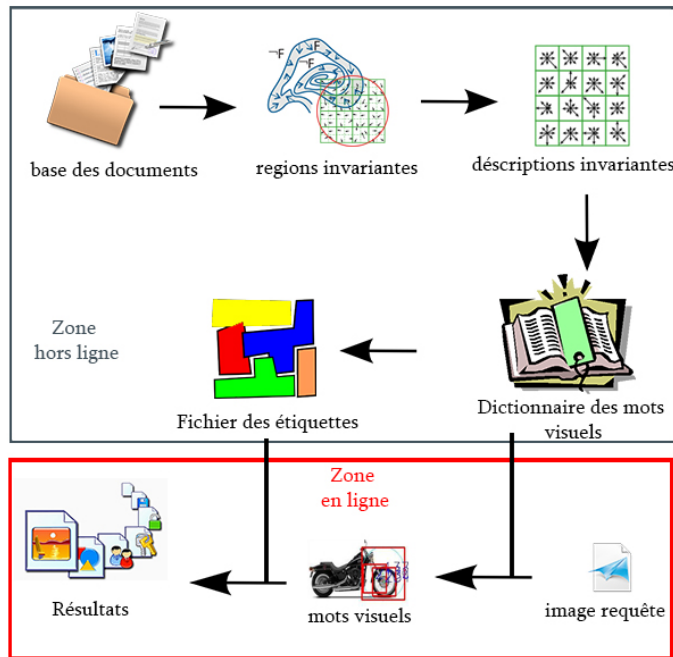 ¬F
F
¬F
base des documents
regions invariantes
déscriptions invariantes
Zone
hors ligne
Fichier des étiquettes
Dictionnaire des mots
visuels
Zone
en ligne
Résultats
mots visuels
image requête